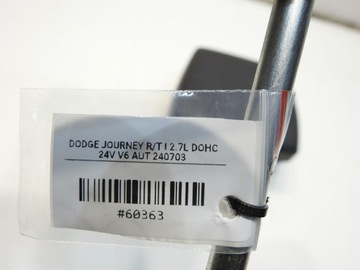 DODGE JOURNEY R/T I 2.7L DOHC
24V V6 AUT 240703
#60363